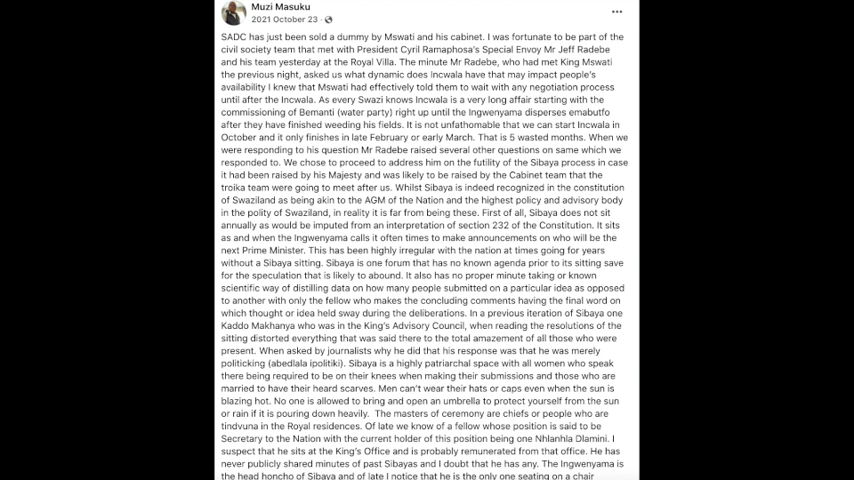 Muzi Masuku
2021 October 23 ·
SADC has just been sold a dummy by Mswati and his cabinet. I was fortunate to be part of the
civil society team that met with President Cyril Ramaphosa's Special Envoy Mr Jeff Radebe
and his team yesterday at the Royal Villa. The minute Mr Radebe, who had met King Mswati
the previous night, asked us what dynamic does Incwala have that may impact people's
availability I knew that Mswati had effectively told them to wait with any negotiation process
until after the Incwala. As every Swazi knows Incwala is a very long affair starting with the
commissioning of Bemanti (water party) right up until the Ingwenyama disperses emabutfo
after they have finished weeding his fields. It is not unfathomable that we can start Incwala in
October and it only finishes in late February or early March. That is 5 wasted months. When we
were responding to his question Mr Radebe raised several other questions on same which we
responded to. We chose to proceed to address him on the futility of the Sibaya process in case
it had been raised by his Majesty and was likely to be raised by the Cabinet team that the
troika team were going to meet after us. Whilst Sibaya is indeed recognized in the constitution
of Swaziland as being akin to the AGM of the Nation and the highest policy and advisory body
in the polity of Swaziland, in reality it is far from being these. First of all, Sibaya does not sit
annually as would be imputed from an interpretation of section 232 of the Constitution. It sits
as and when the Ingwenyama calls it often times to make announcements on who will be the
next Prime Minister. This has been highly irregular with the nation at times going for years
without a Sibaya sitting. Sibaya is one forum that has no known agenda prior to its sitting save
for the speculation that is likely to abound. It also has no proper minute taking or known
scientific way of distilling data on how many people submitted on a particular idea as opposed
to another with only the fellow who makes the concluding comments having the final word on
which thought or idea held sway during the deliberations. In a previous iteration of Sibaya one
Kaddo Makhanya who was in the King's Advisory Council, when reading the resolutions of the
sitting distorted everything that was said there to the total amazement of all those who were
present. When asked by journalists why he did that his response was that he was merely
politicking (abedlala ipolitiki). Sibaya is a highly patriarchal space with all women who speak
there being required to be on their knees when making their submissions and those who are
married to have their heard scarves. Men can't wear their hats or caps even when the sun is
blazing hot. No one is allowed to bring and open an umbrella to protect yourself from the sun
or rain if it is pouring down heavily. The masters of ceremony are chiefs or people who are
tindvuna in the Royal residences. Of late we know of a fellow whose position is said to be
Secretary to the Nation with the current holder of this position being one Nhlanhla Dlamini. I
suspect that he sits at the King's Office and is probably remunerated from that office. He has
never publicly shared minutes of past Sibayas and I doubt that he has any. The Ingwenyama is
the head honcho of Sibaya and of late I notice that he is the only one seating on a chair